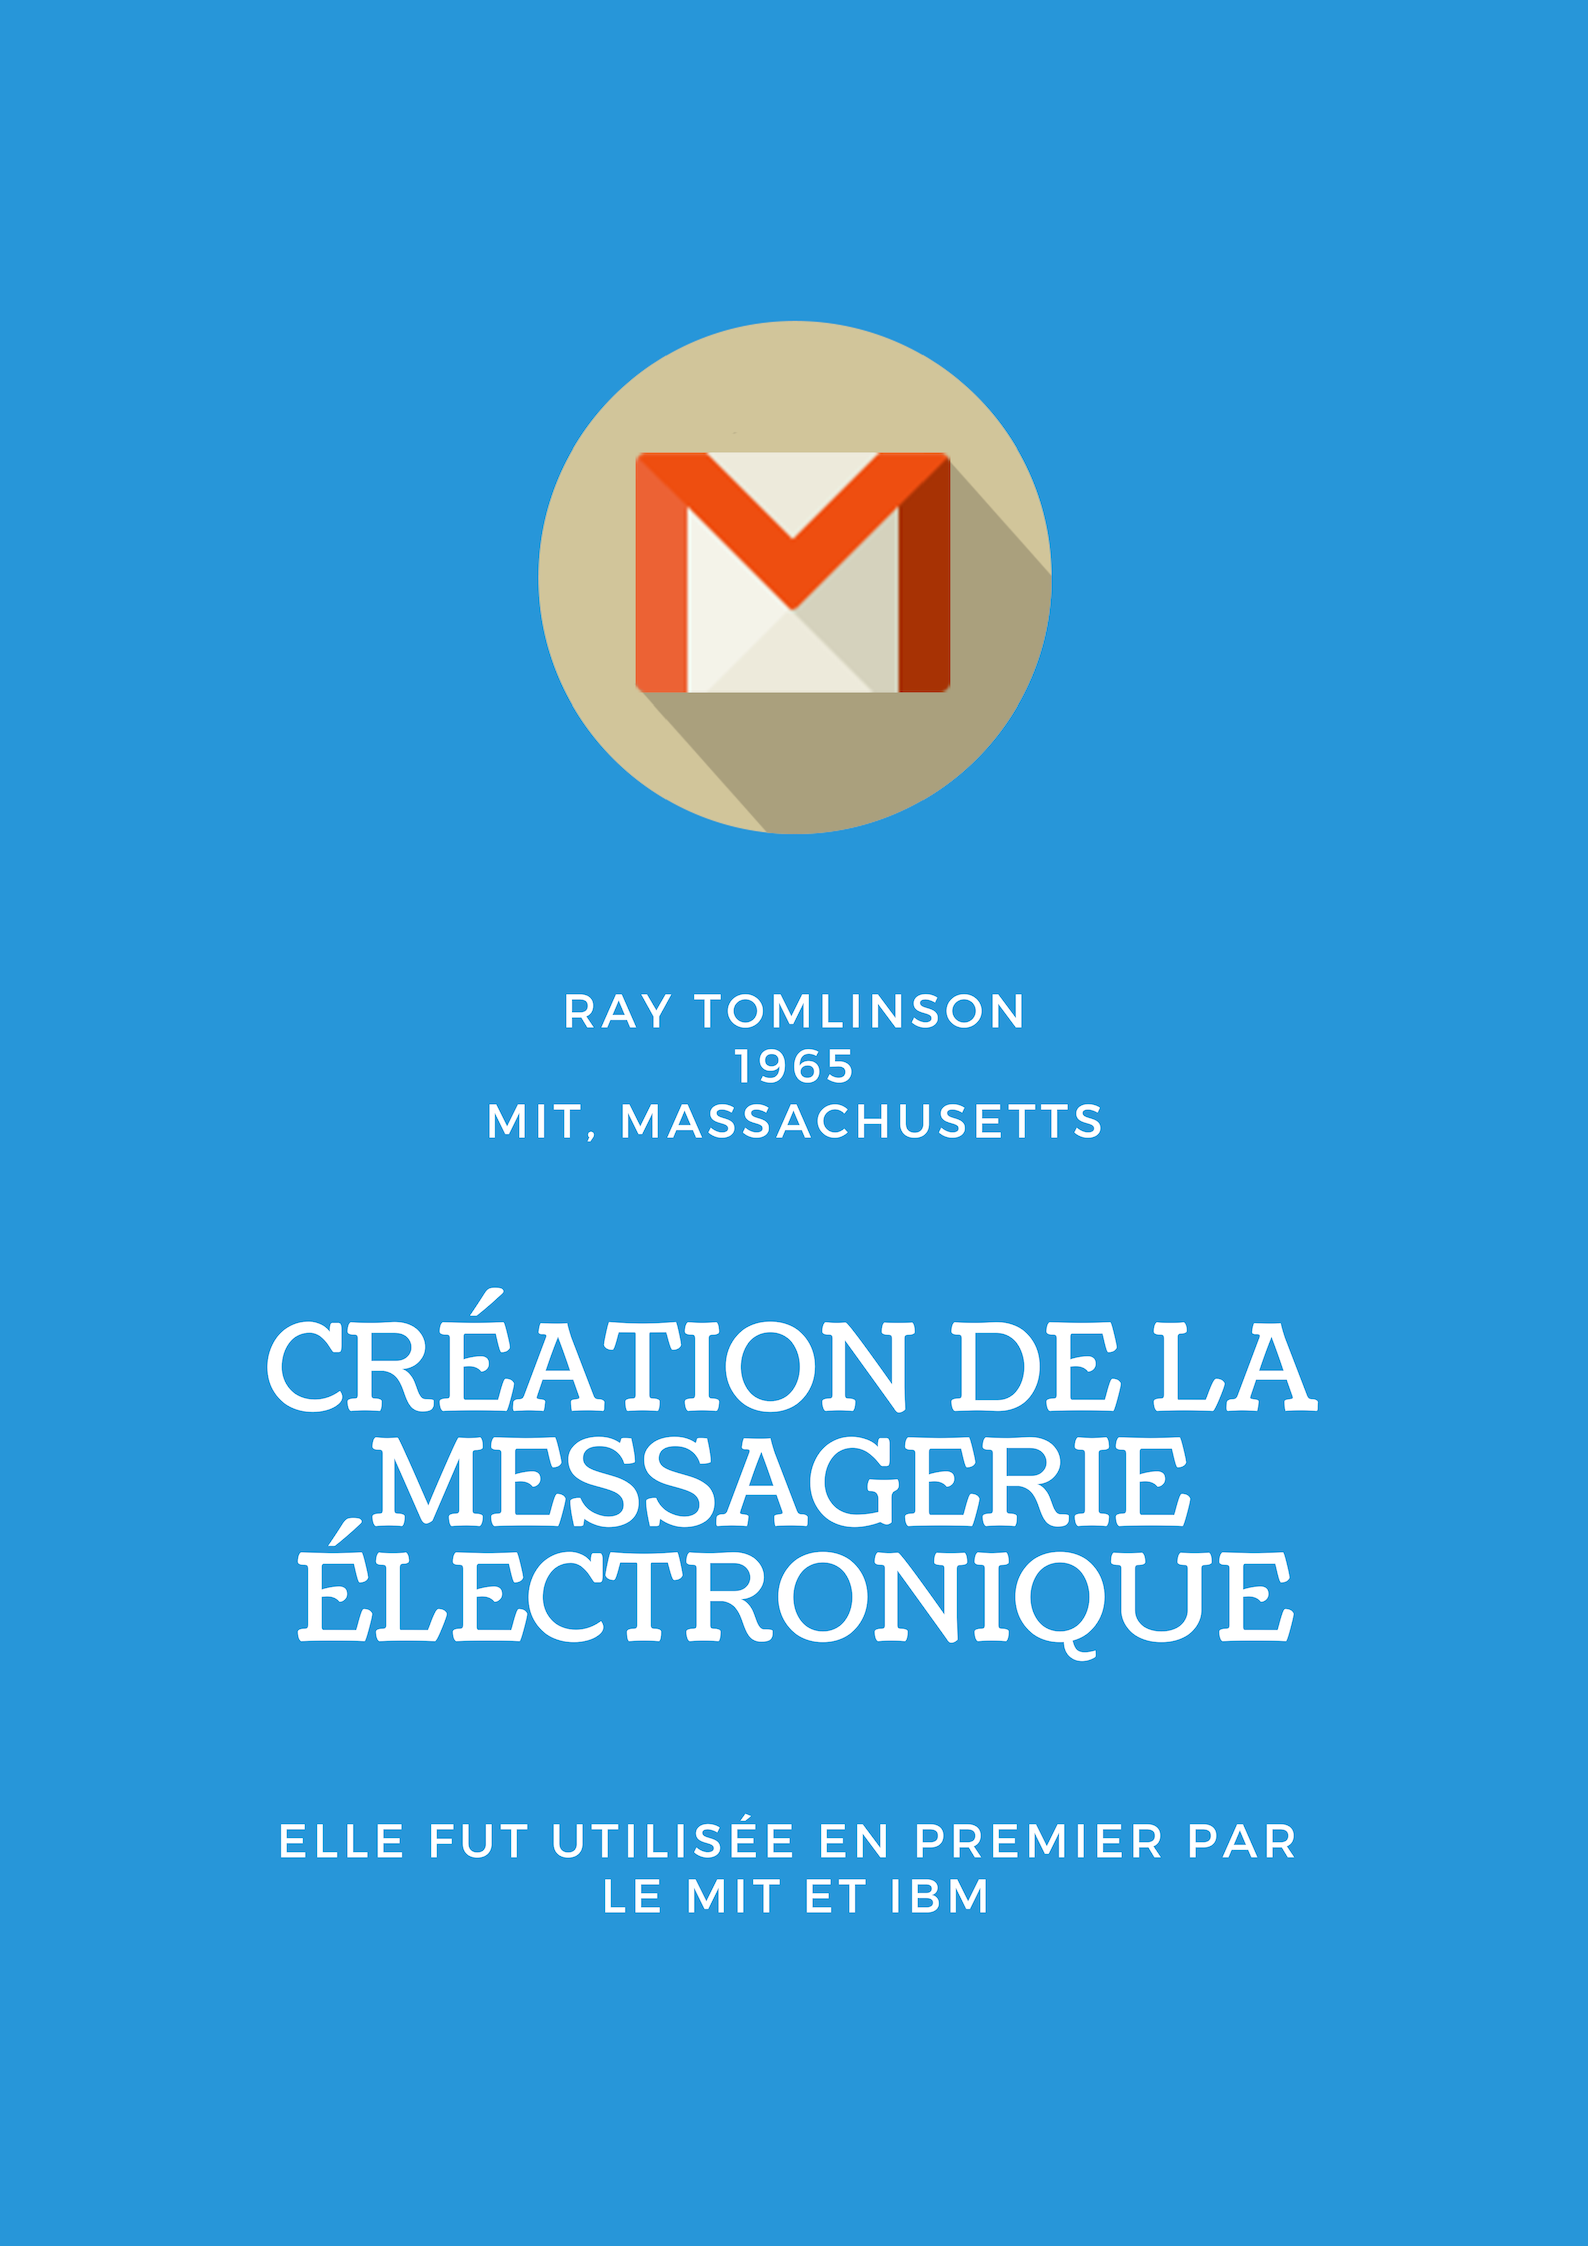 RAY TOMLINSON
1965
MIT, MASSACHUSETTS
CRÉATION DE LA
MESSAGERIE
ÉLECTRONIQUE
ELLE FUT UTILISÉE EN PREMIER PAR
LE MIT ET IBM